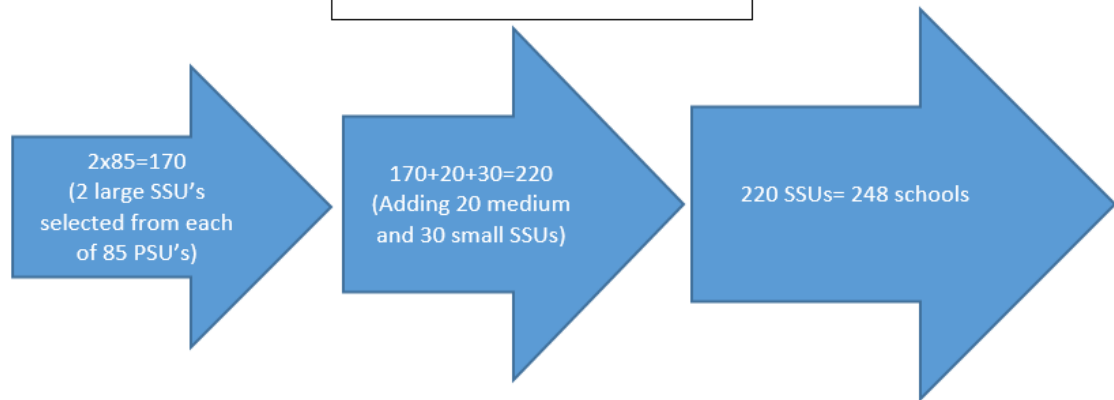 2x85=170
(2 large SSU's
selected from each
of 85 PSU's)
170+20+30=220
(Adding 20 medium
and 30 small SSUs)
220 SSUs= 248 schools